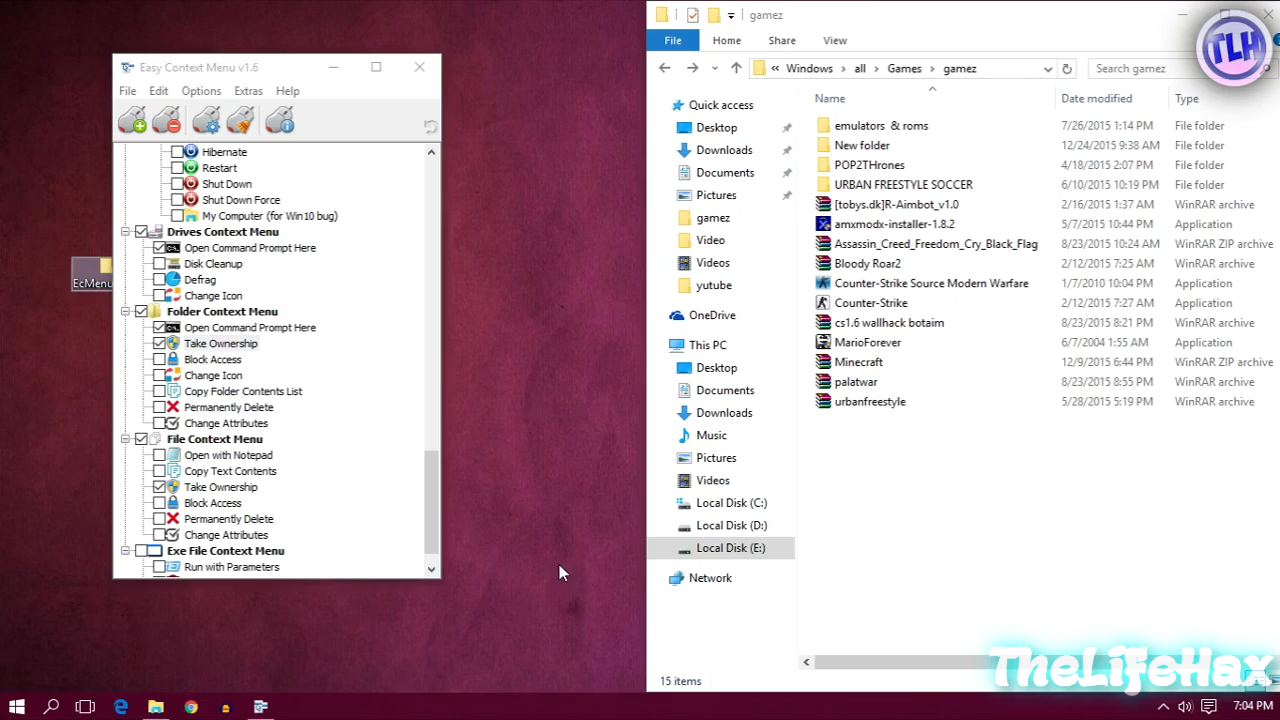 Easy Context Menu v1.6
File Edit Options Extras Help
Hibernate
Restart
Shut Down
Shut Down Force
My Computer (for Win10 bug)
Drives Context Menu
Open Command Prompt Here
Disk Cleanup
Defrag
Change Icon
Folder Context Menu
Open Command Prompt Here
Take Ownership
Block Access
Change Icon
Copy Folder Contents List
Permanently Delete
Change Attributes
File Context Menu
Open with Notepad
Copy Text Contents
Take Ownership
Block Access
Permanently Delete
Change Attributes
Exe File Context Menu
Run with Parameters
EcMenu
gamez
TLH
File Home Share View
« Windows › all › Games › gamez
Search gamez
Quick access
Desktop
Downloads
Documents
Pictures
gamez
Video
Videos
yutube
OneDrive
This PC
Desktop
Documents
Downloads
Music
Pictures
Videos
Local Disk (C:)
Local Disk (D:)
Local Disk (E:)
Network
Name Date modified Type
emulators & roms 7/26/2015 1:14 PM File folder
New folder 12/24/2015 9:38 AM File folder
POP2THrones 4/18/2015 2:07 PM File folder
URBAN FREESTYLE SOCCER 6/10/2015 10:19 PM File folder
[tobys.dk]R-Aimbot_v1.0 2/16/2015 1:37 AM WinRAR archive
amxmodx-installer-1.8.2 5/7/2015 10:44 PM Application
Assassin_Creed_Freedom_Cry_Black_Flag 8/23/2015 10:24 AM WinRAR ZIP archive
Bloody Roar2 2/12/2015 7:25 AM WinRAR archive
Counter-Strike Source Modern Warfare 1/7/2010 10:04 PM Application
Counter-Strike 2/12/2015 7:27 AM Application
cs1.6 wallhack botaim 8/23/2015 8:21 PM WinRAR archive
MarioForever 6/7/2004 1:55 AM Application
Minecraft 12/9/2015 6:44 PM WinRAR ZIP archive
palatwar 8/23/2015 8:55 PM WinRAR archive
urbanfreestyle 5/28/2015 5:19 PM WinRAR archive
15 items
TheLifeHax
7:04 PM